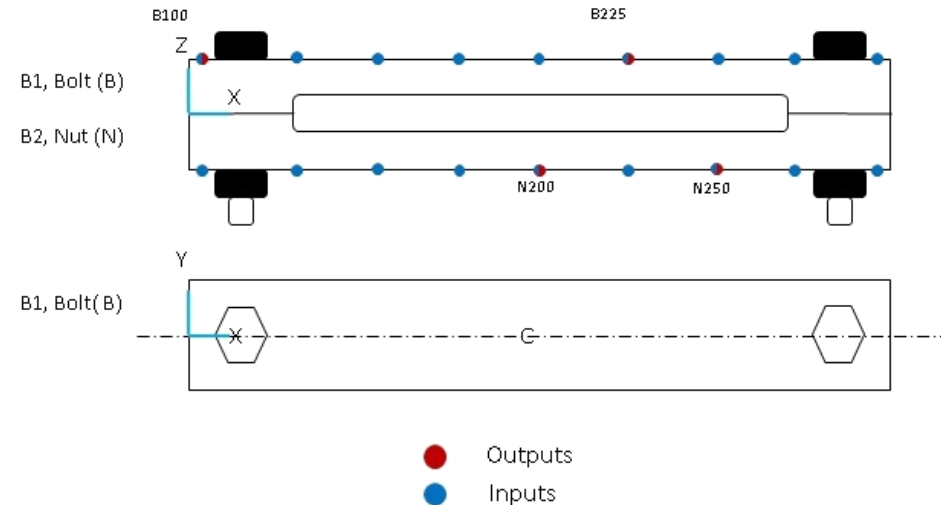 B100
B225
Z
B1, Bolt (B)
X
B2, Nut (N)
N200
N250
Y
B1, Bolt( B)
X
C
Outputs
Inputs